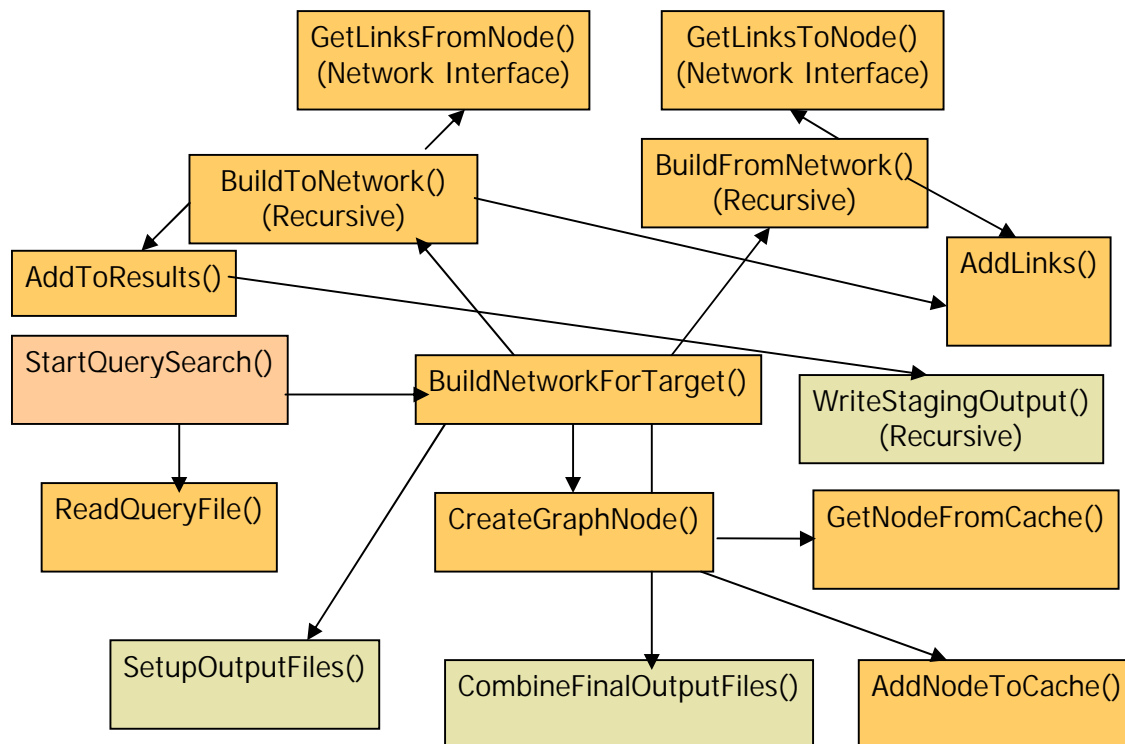 GetLinksFromNode()
(Network Interface)
GetLinksToNode()
(Network Interface)
BuildToNetwork()
(Recursive)
BuildFromNetwork()
(Recursive)
AddToResults()
AddLinks()
StartQuerySearch()
BuildNetworkForTarget()
WriteStagingOutput()
(Recursive)
ReadQueryFile()
CreateGraphNode()
GetNodeFromCache()
SetupOutputFiles()
CombineFinalOutputFiles()
AddNodeToCache()